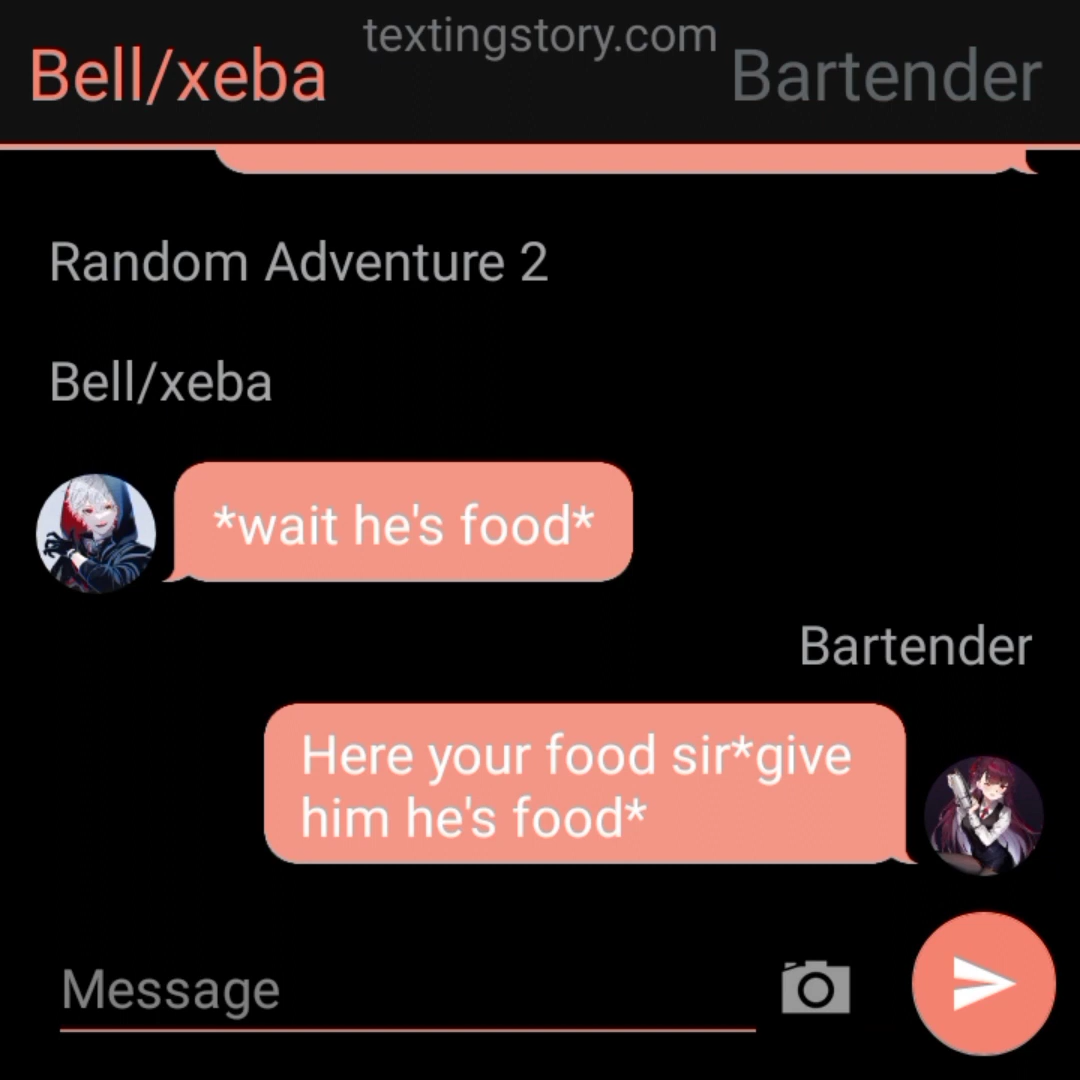 textingstory.com
Bell/xeba
Bartender
Random Adventure 2
Bell/xeba
*wait he's food*
Bartender
Here your food sir*give
him he's food*
Message